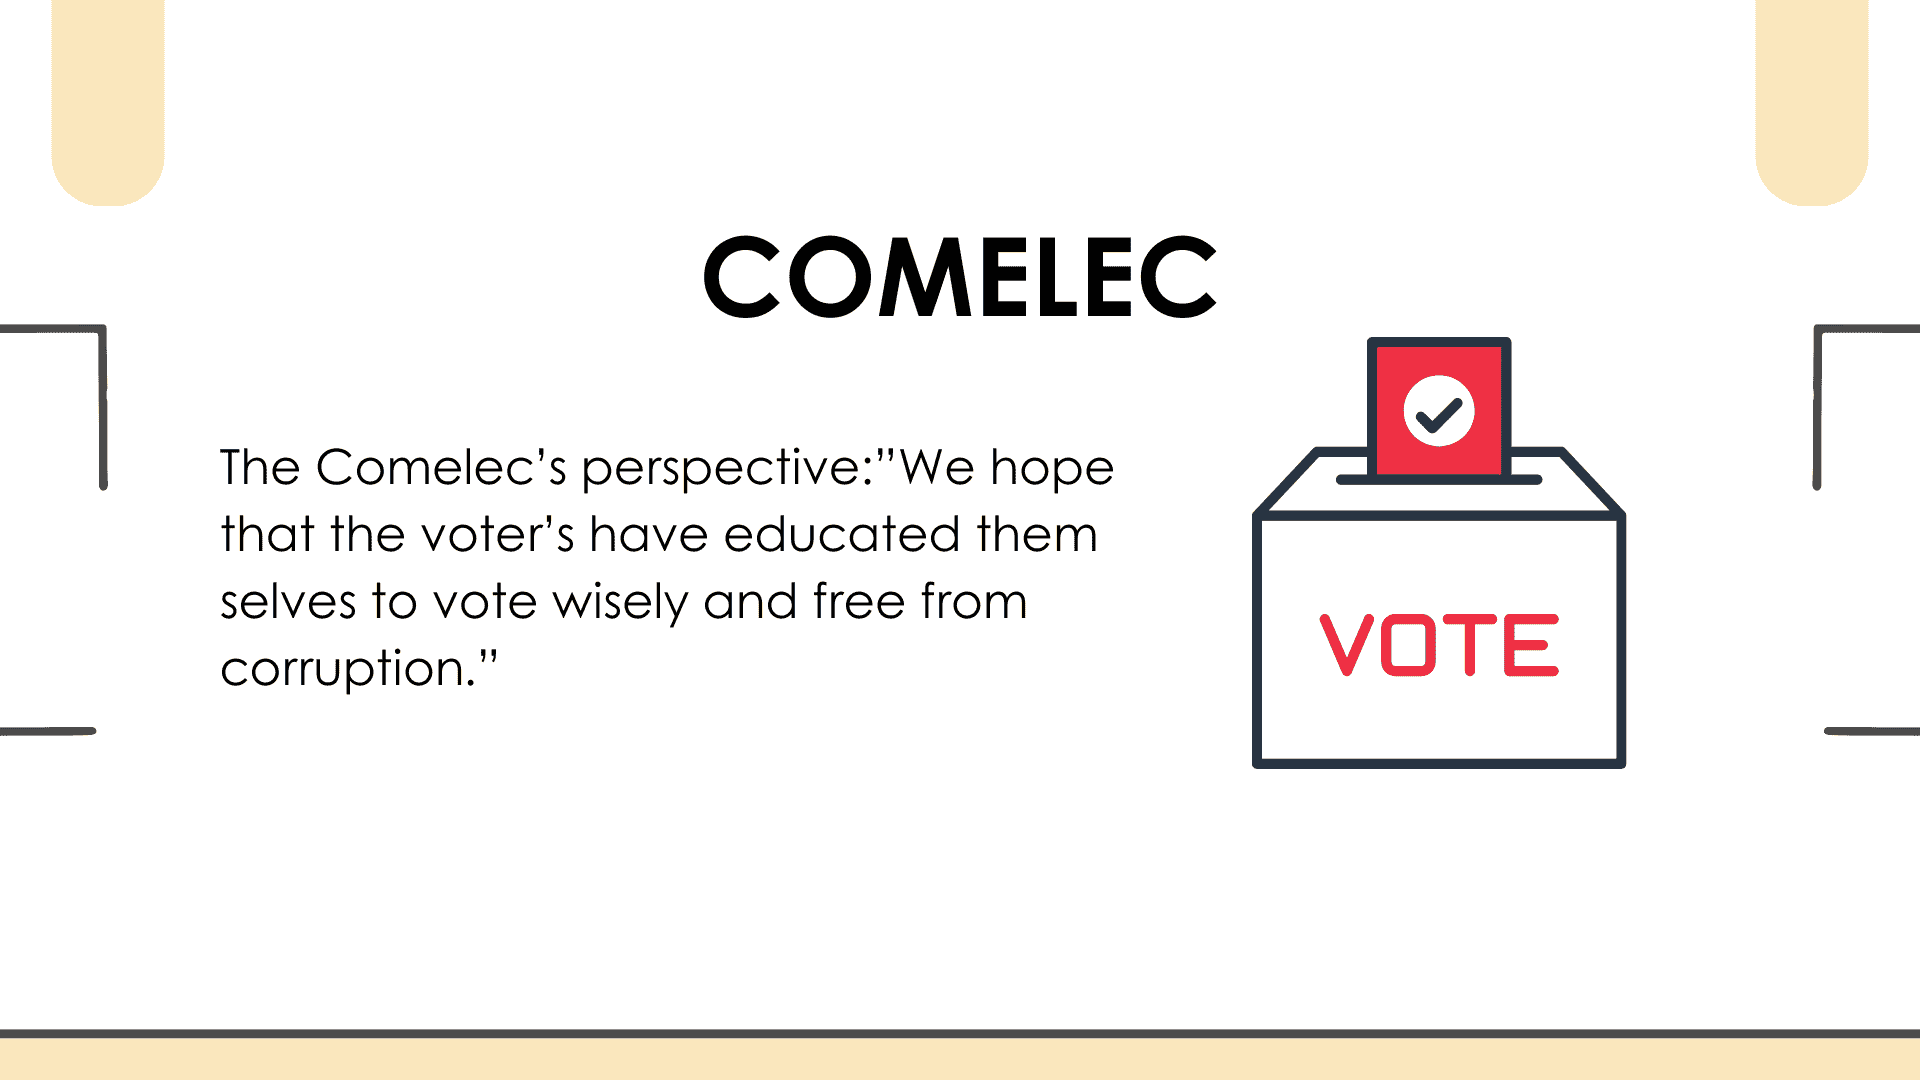 COMELEC
The Comelec’s perspective:”We hope
that the voter’s have educated them
selves to vote wisely and free from
corruption.”
VOTE